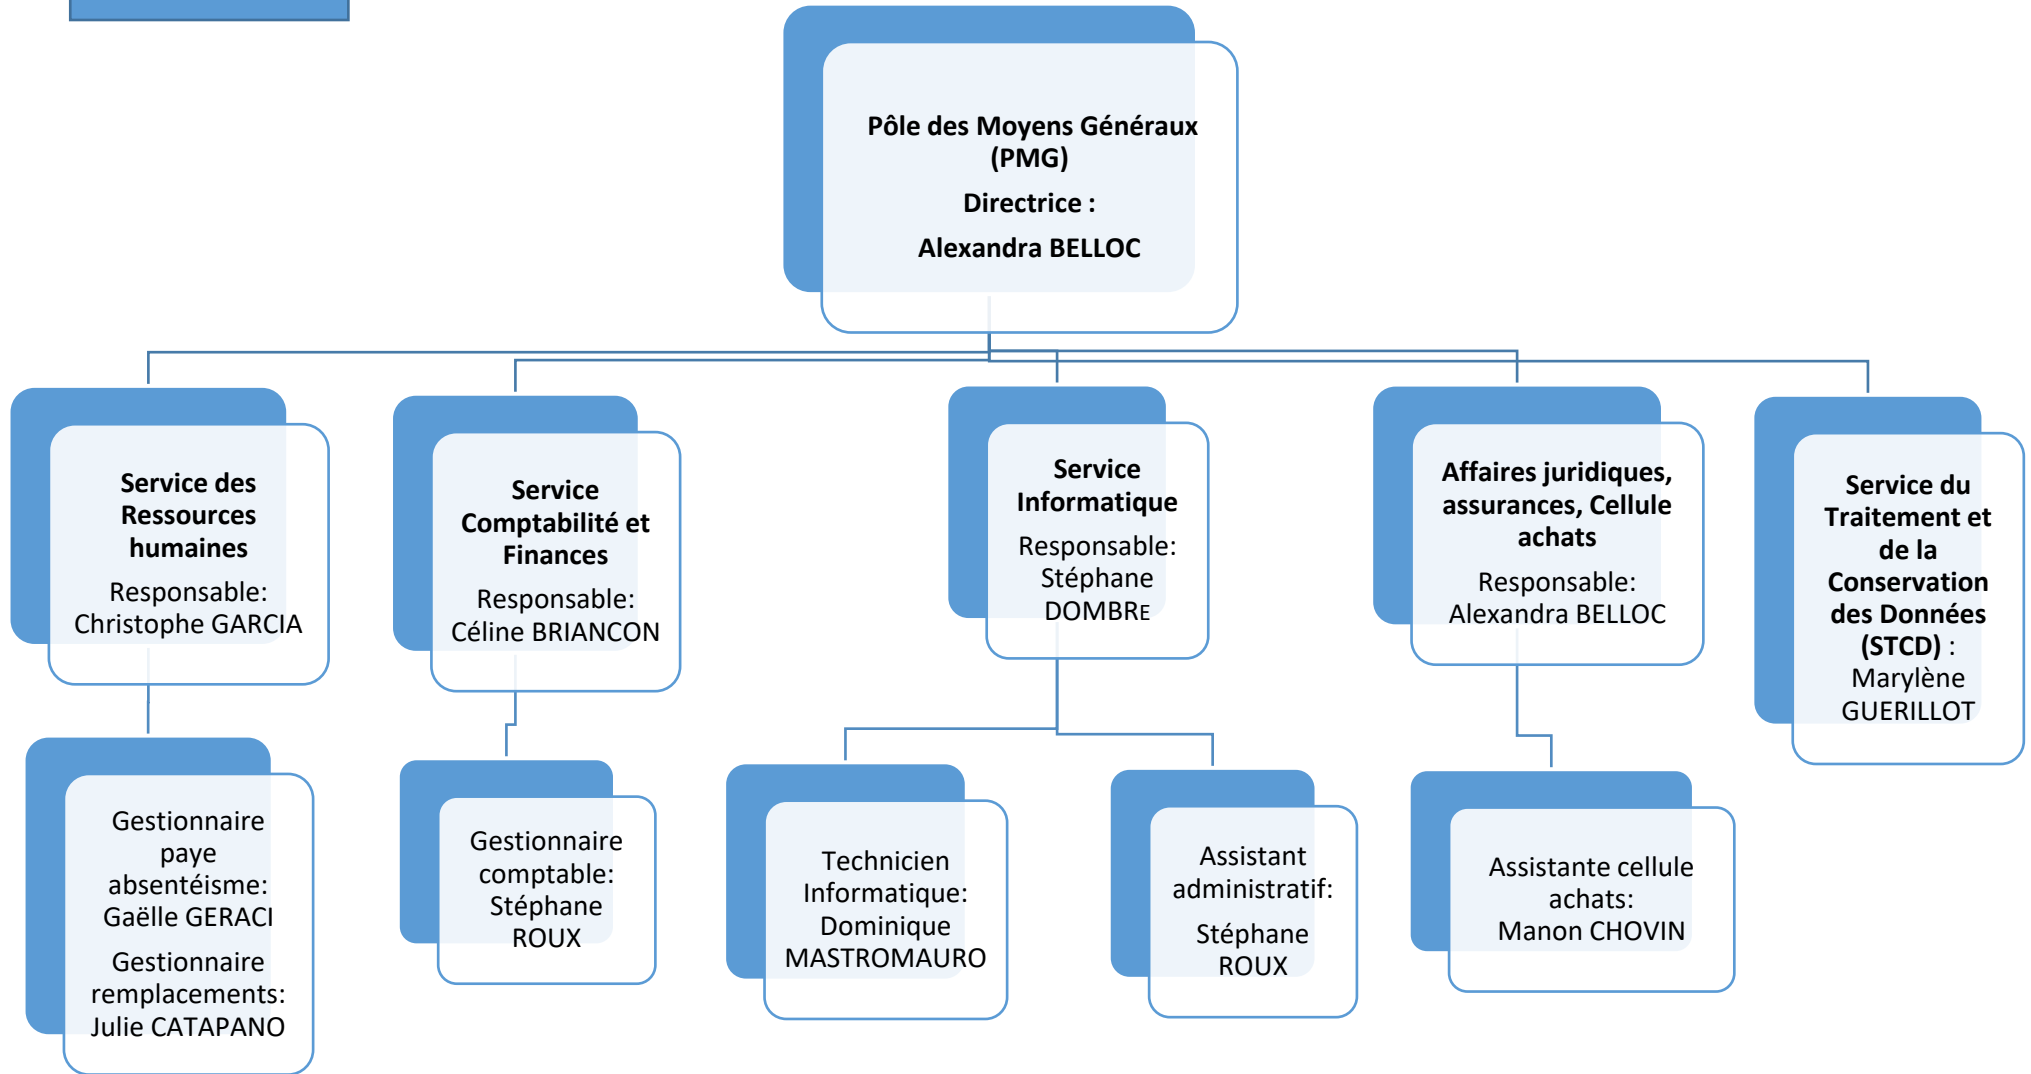 Pôle des Moyens Généraux
(PMG)
Directrice :
Alexandra BELLOC
Service des
Ressources
humaines
Responsable:
Christophe GARCIA
Service
Comptabilité et
Finances
Responsable:
Céline BRIANCON
Service
Informatique
Responsable:
Stéphane
DOMBRE
Affaires juridiques,
assurances, Cellule
achats
Responsable:
Alexandra BELLOC
Service du
Traitement et
de la
Conservation
des Données
(STCD) :
Marylène
GUERILLOT
Gestionnaire
paye
absentéisme:
Gaëlle GERACI
Gestionnaire
remplacements:
Julie CATAPANO
Gestionnaire
comptable:
Stéphane
ROUX
Technicien
Informatique:
Dominique
MASTROMAURO
Assistant
administratif:
Stéphane
ROUX
Assistante cellule
achats:
Manon CHOVIN